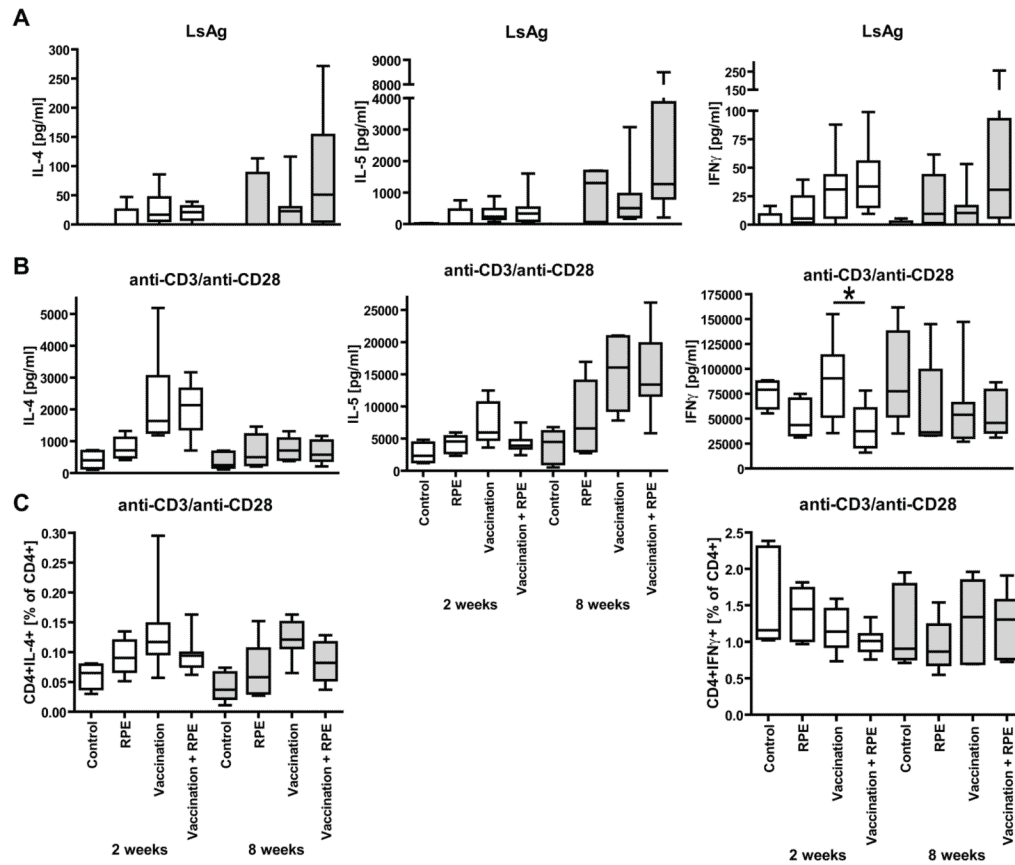 A
LsAg
IL-4 [pg/ml]
300
250
200
150
100
50
0
LsAg
IL-5 [pg/ml]
9000
8000
4000
3000
2000
1000
0
LsAg
IFNγ [pg/ml]
250
150
100
75
50
25
0
B
anti-CD3/anti-CD28
IL-4 [pg/ml]
5000
4000
3000
2000
1000
0
anti-CD3/anti-CD28
IL-5 [pg/ml]
25000
20000
15000
10000
5000
0
Control
RPE
Vaccination
Vaccination + RPE
Control
RPE
Vaccination
Vaccination + RPE
2 weeks
8 weeks
anti-CD3/anti-CD28
*
IFNγ [pg/ml]
175000
150000
125000
100000
75000
50000
25000
0
C
anti-CD3/anti-CD28
CD4+IL-4+ [% of CD4+]
0.30
0.25
0.20
0.15
0.10
0.05
0.00
Control
RPE
Vaccination
Vaccination + RPE
Control
RPE
Vaccination
Vaccination + RPE
2 weeks
8 weeks
anti-CD3/anti-CD28
CD4+IFNγ+ [% of CD4+]
2.5
2.0
1.5
1.0
0.5
0.0
Control
RPE
Vaccination
Vaccination + RPE
Control
RPE
Vaccination
Vaccination + RPE
2 weeks
8 weeks